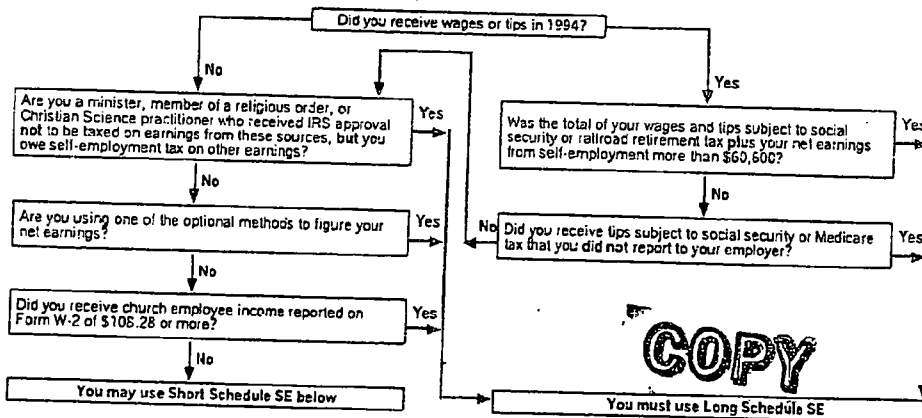 Did you receive wages or tips in 1994?
No
Yes
Are you a minister, member of a religious order, or
Christian Science practitioner who received IRS approval
not to be taxed on earnings from these sources, but you
owe self-employment tax on other earnings?
Yes
Was the total of your wages and tips subject to social
security or railroad retirement tax plus your net earnings
from self-employment more than $60,600?
Yes
No
No
Are you using one of the optional methods to figure your
net earnings?
Yes
No
Did you receive tips subject to social security or Medicare
tax that you did not report to your employer?
Yes
No
Did you receive church employee income reported on
Form W-2 of $108.28 or more?
Yes
COPY
No
You may use Short Schedule SE below
You must use Long Schedule SE